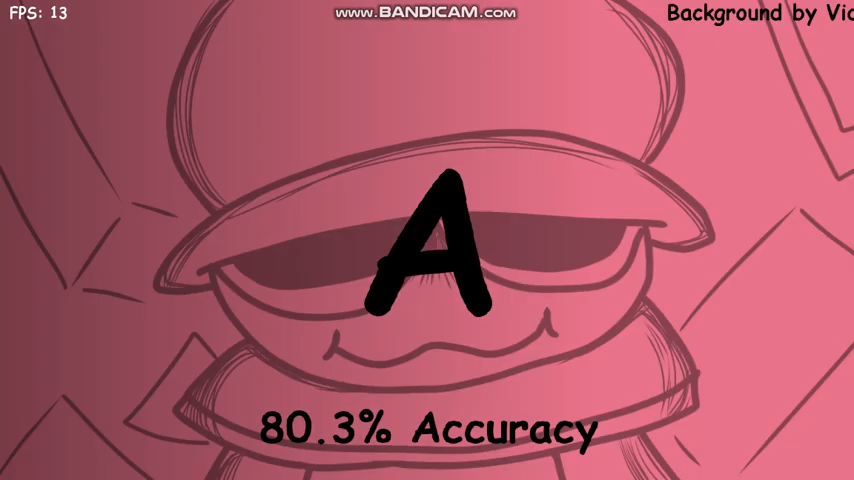 FPS: 13
www.BANDICAM.com
Background by
A
80.3% Accuracy